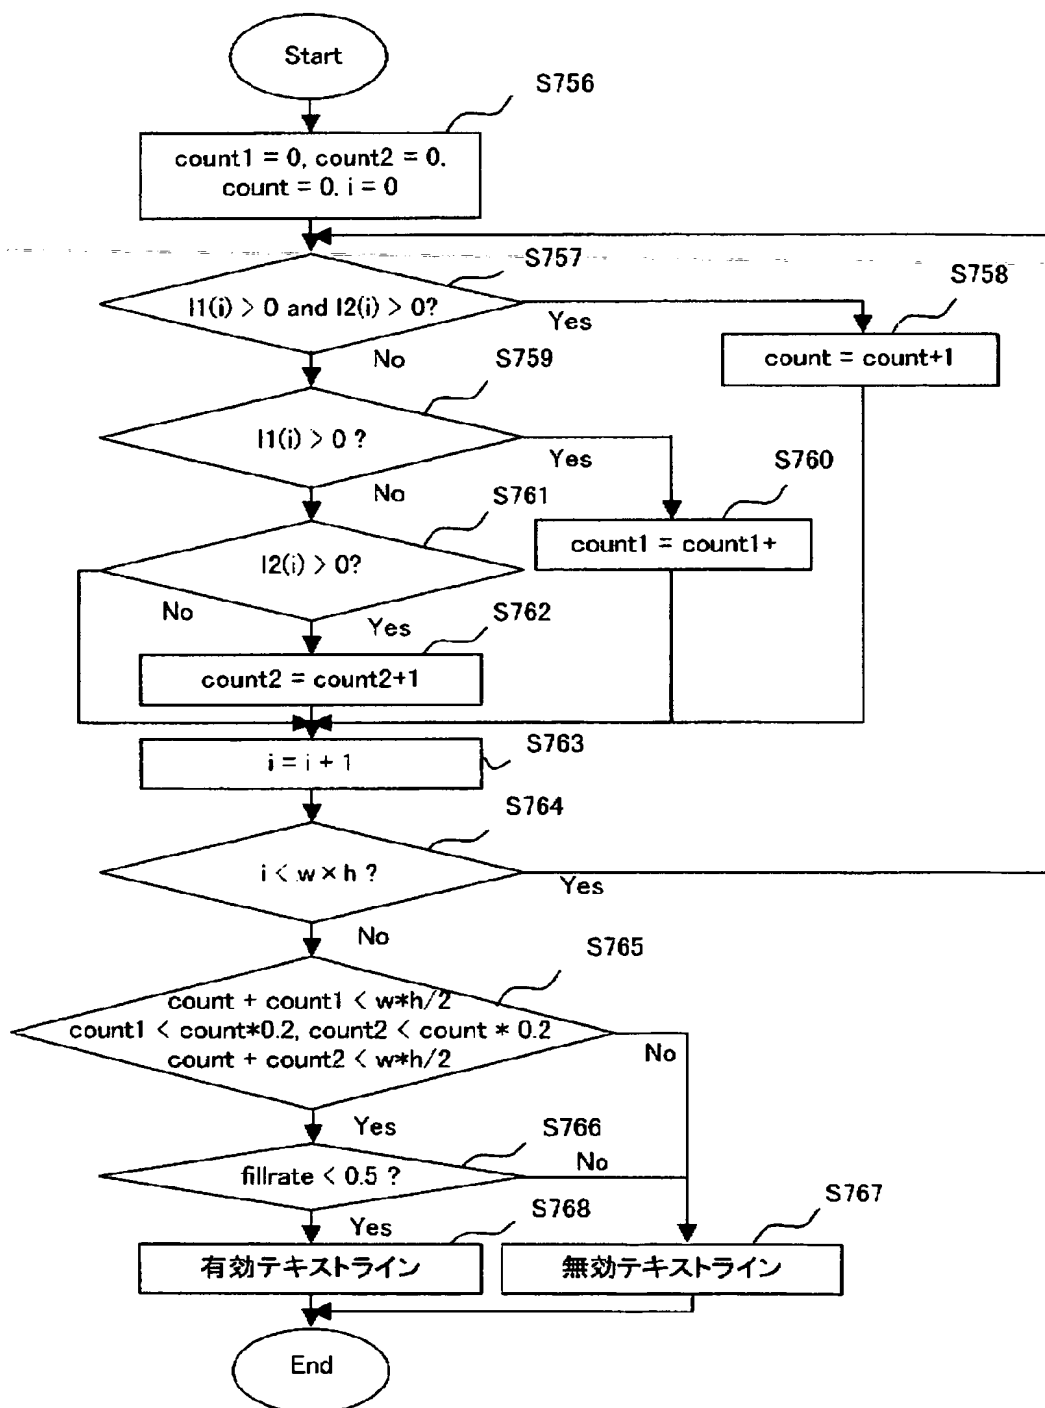 Start
S756
count1 = 0, count2 = 0.
count = 0. i = 0
S757
I1(i) > 0 and I2(i) > 0?
Yes
No
S758
count = count+1
S759
I1(i) > 0 ?
Yes
No
S760
count1 = count1+
S761
I2(i) > 0?
No
Yes
S762
count2 = count2+1
S763
i = i + 1
S764
i < w × h ?
Yes
No
S765
count + count1 < w*h/2
count1 < count*0.2, count2 < count * 0.2
count + count2 < w*h/2
No
Yes
S766
fillrate < 0.5 ?
No
Yes
S768
有効テキストライン
S767
無効テキストライン
End